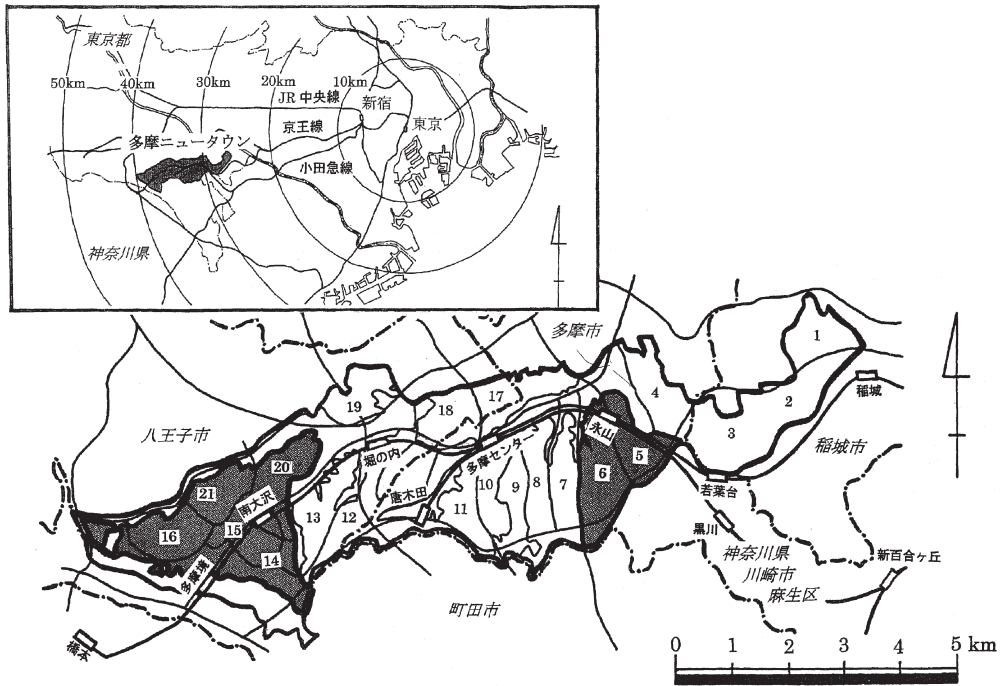 東京都
50km
40km
30km
20km
10km
JR 中央線
新宿
京王線
東京
多摩ニュータウン
小田急線
神奈川県
多摩市
1
4
2
稲城
19
18
17
3
八王子市
永山
稲城市
20
堀の内
多摩センター
5
21
6
唐木田
10
9
8
7
若葉台
南大沢
13
12
11
16
15
黒川
14
神奈川県
川崎市
麻生区
新百合ヶ丘
多摩境
町田市
橋本
0 1 2 3 4 5 km